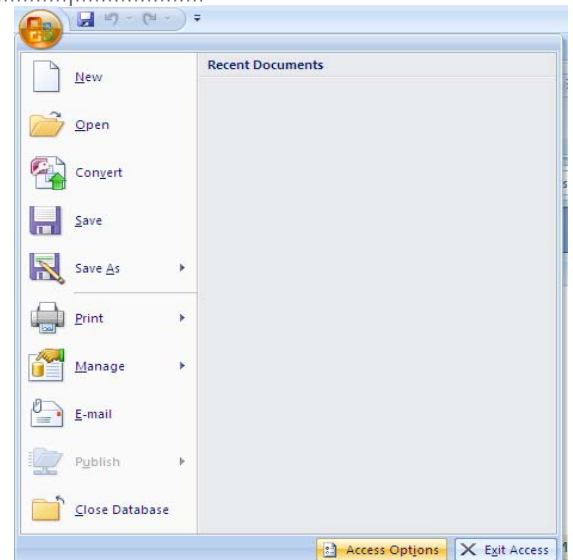 Recent Documents
New
Open
Convert
Save
Save As
Print
Manage
E-mail
Publish
Close Database
Access Options
Exit Access